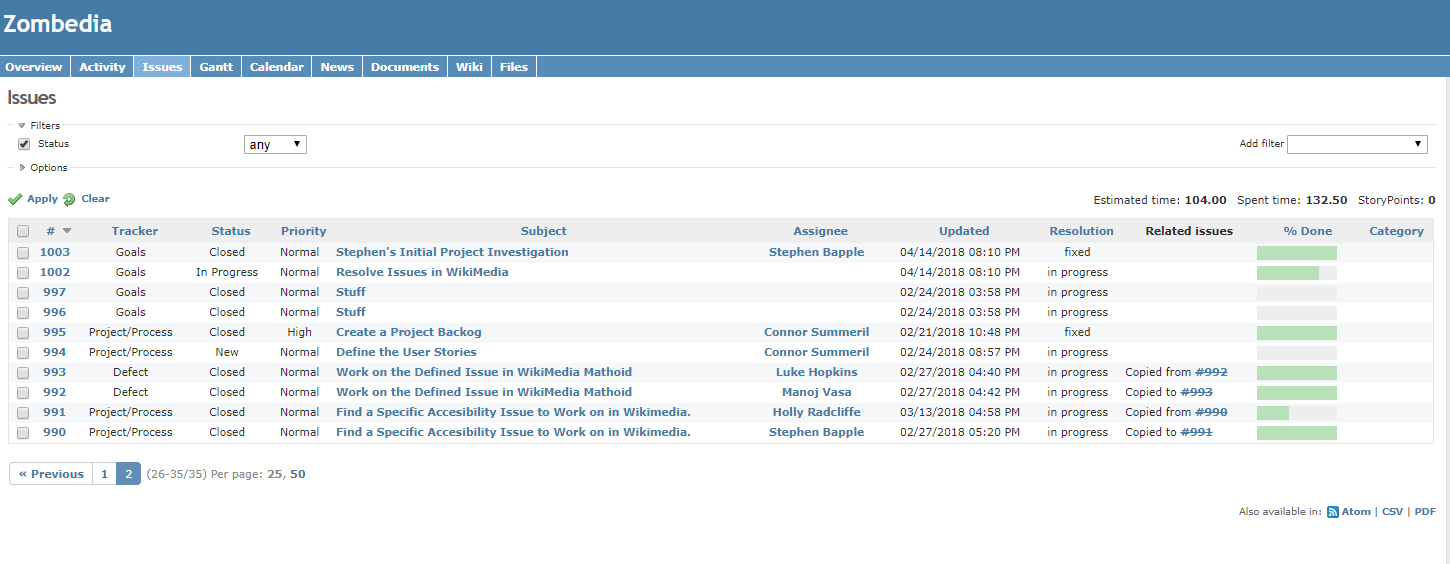 Zombedia
Overview Activity Issues Gantt Calendar News Documents Wiki Files
Issues
Filters
Status any Add filter
Options
Apply Clear Estimated time: 104.00 Spent time: 132.50 StoryPoints: 0
# Tracker Status Priority Subject Assignee Updated Resolution Related issues % Done Category
1003 Goals Closed Normal Stephen's Initial Project Investigation Stephen Bapple 04/14/2018 08:10 PM fixed
1002 Goals In Progress Normal Resolve Issues in WikiMedia 04/14/2018 08:10 PM in progress
997 Goals Closed Normal Stuff 02/24/2018 03:58 PM in progress
996 Goals Closed Normal Stuff 02/24/2018 03:58 PM in progress
995 Project/Process Closed High Create a Project Backog Connor Summeril 02/21/2018 10:48 PM fixed
994 Project/Process New Normal Define the User Stories Connor Summeril 02/24/2018 08:57 PM in progress
993 Defect Closed Normal Work on the Defined Issue in WikiMedia Mathoid Luke Hopkins 02/27/2018 04:40 PM in progress Copied from #992
992 Defect Closed Normal Work on the Defined Issue in WikiMedia Mathoid Manoj Vasa 02/27/2018 04:42 PM in progress Copied to #993
991 Project/Process Closed Normal Find a Specific Accesibility Issue to Work on in Wikimedia. Holly Radcliffe 03/13/2018 04:58 PM in progress Copied from #990
990 Project/Process Closed Normal Find a Specific Accesibility Issue to Work on in Wikimedia. Stephen Bapple 02/27/2018 05:20 PM in progress Copied to #991
« Previous 1 2 (26-35/35) Per page: 25, 50
Also available in: Atom | CSV | PDF